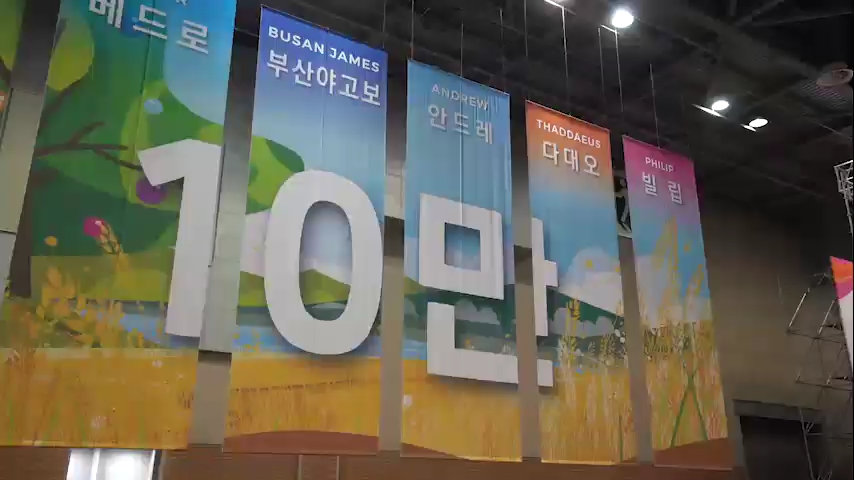 베드로
BUSAN JAMES
부산야고보
ANDREW
안드레
THADDAEUS
다대오
PHILIP
빌립
10만